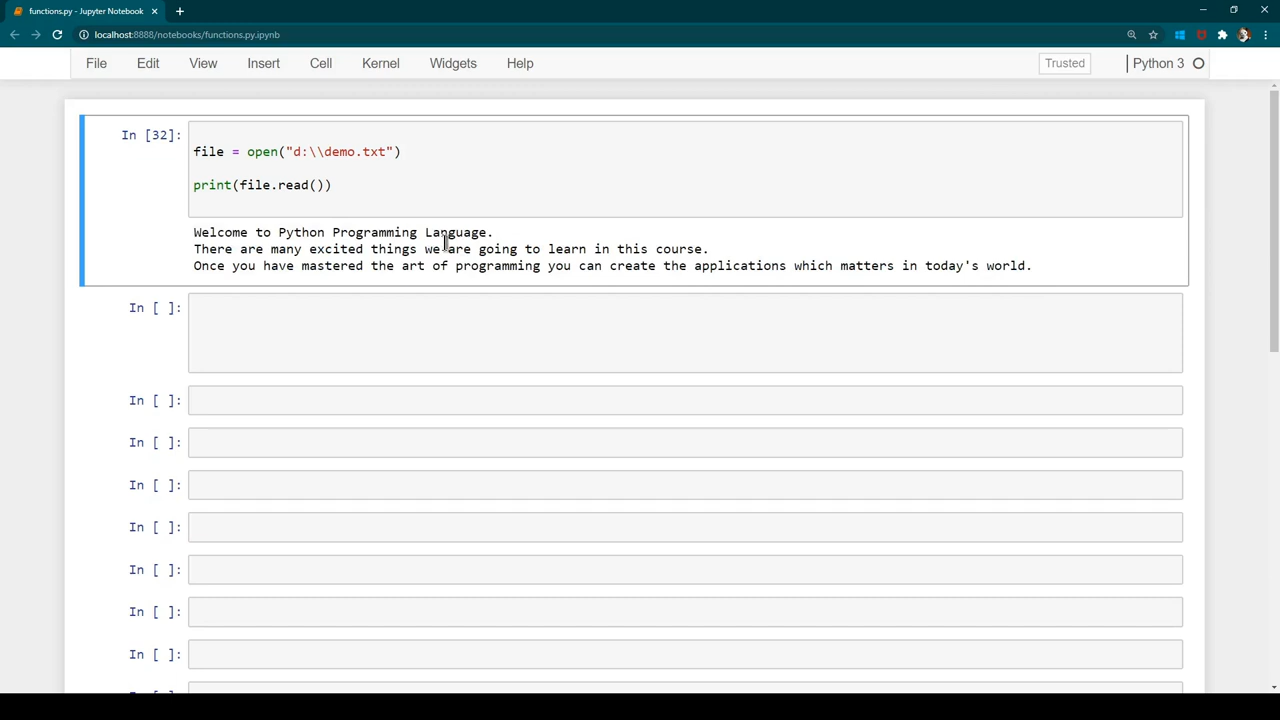 functions.py - Jupyter Notebook
localhost:8888/notebooks/functions.py.ipynb
File Edit View Insert Cell Kernel Widgets Help Trusted Python 3
In [32]:
file = open("d:\\demo.txt")
print(file.read())
Welcome to Python Programming Language.
There are many excited things we are going to learn in this course.
Once you have mastered the art of programming you can create the applications which matters in today's world.
In [ ]:
In [ ]:
In [ ]:
In [ ]:
In [ ]:
In [ ]:
In [ ]:
In [ ]: